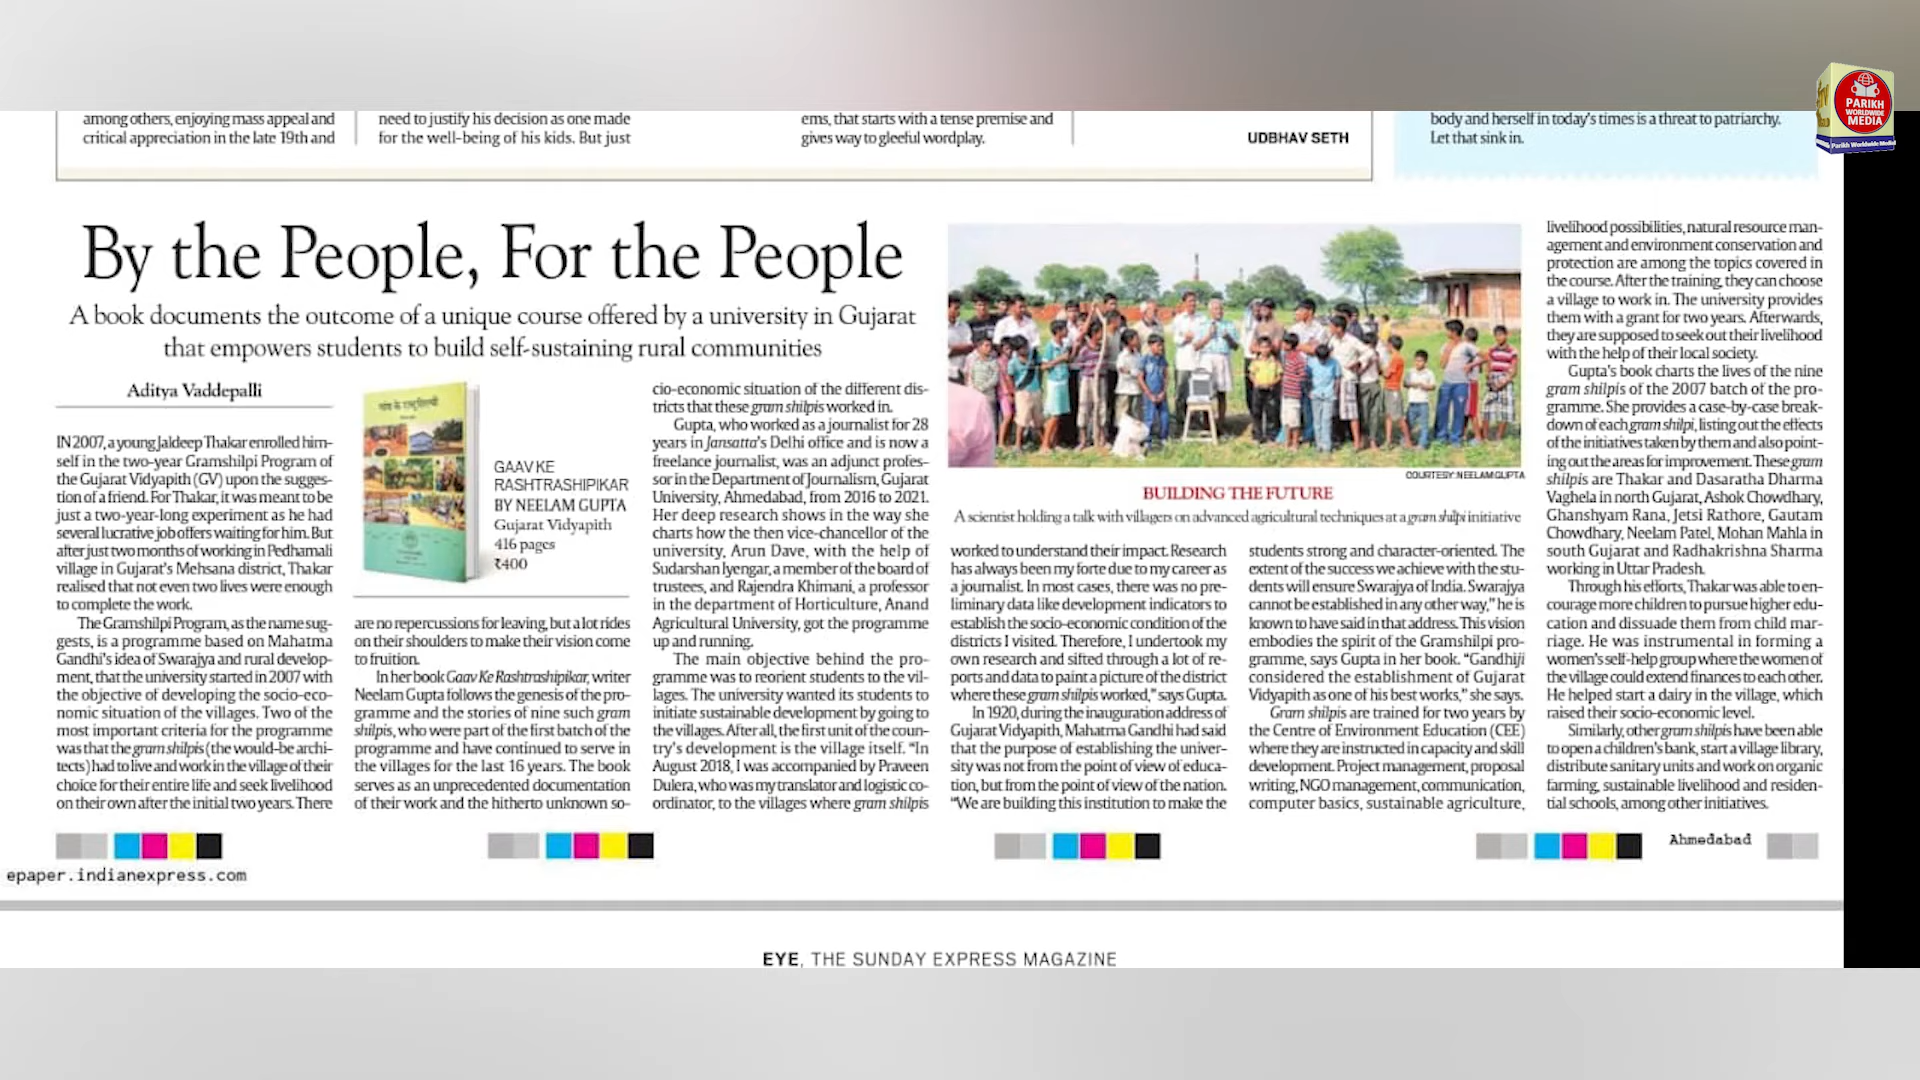 among others, enjoying mass appeal and
critical appreciation in the late 19th and
need to justify his decision as one made
for the well-being of his kids. But just
ems, that starts with a tense premise and
gives way to gleeful wordplay.
UDBHAV SETH
body and herself in today's times is a threat to patriarchy.
Let that sink in.
PARIKH
WORLDWIDE
MEDIA
Parikh Worldwide Media
By the People, For the People
A book documents the outcome of a unique course offered by a university in Gujarat
that empowers students to build self-sustaining rural communities
Aditya Vaddepalli
IN 2007, a young Jaldeep Thakar enrolled him-
self in the two-year Gramshilpi Program of
the Gujarat Vidyapith (GV) upon the sugges-
tion of a friend. For Thakar, it was meant to be
just a two-year-long experiment as he had
several lucrative job offers waiting for him. But
after just two months of working in Pedhamali
village in Gujarat's Mehsana district, Thakar
realised that not even two lives were enough
to complete the work.
The Gramshilpi Program, as the name sug-
gests, is a programme based on Mahatma
Gandhi's idea of Swarajya and rural develop-
ment, that the university started in 2007 with
the objective of developing the socio-eco-
nomic situation of the villages. Two of the
most important criteria for the programme
was that the gram shilpis (the would-be archi-
tects) had to live and work in the village of their
choice for their entire life and seek livelihood
on their own after the initial two years. There
GAAV KE
RASHTRASHIPIKAR
BY NEELAM GUPTA
Gujarat Vidyapith
416 pages
₹400
are no repercussions for leaving, but a lot rides
on their shoulders to make their vision come
to fruition.
In her book Gaav Ke Rashtrashipikar, writer
Neelam Gupta follows the genesis of the pro-
gramme and the stories of nine such gram
shilpis, who were part of the first batch of the
programme and have continued to serve in
the villages for the last 16 years. The book
serves as an unprecedented documentation
of their work and the hitherto unknown so-
cio-economic situation of the different dis-
tricts that these gram shilpis worked in.
Gupta, who worked as a journalist for 28
years in Jansatta's Delhi office and is now a
freelance journalist, was an adjunct profes-
sor in the Department of Journalism, Gujarat
University, Ahmedabad, from 2016 to 2021.
Her deep research shows in the way she
charts how the then vice-chancellor of the
university, Arun Dave, with the help of
Sudarshan Iyengar, a member of the board of
trustees, and Rajendra Khimani, a professor
in the department of Horticulture, Anand
Agricultural University, got the programme
up and running.
The main objective behind the pro-
gramme was to reorient students to the vil-
lages. The university wanted its students to
initiate sustainable development by going to
the villages. After all, the first unit of the coun-
try's development is the village itself. “In
August 2018, I was accompanied by Praveen
Dulera, who was my translator and logistic co-
ordinator, to the villages where gram shilpis
COURTESY: NEELAM GUPTA
BUILDING THE FUTURE
A scientist holding a talk with villagers on advanced agricultural techniques at a gram shilpi initiative
worked to understand their impact. Research
has always been my forte due to my career as
a journalist. In most cases, there was no pre-
liminary data like development indicators to
establish the socio-economic condition of the
districts I visited. Therefore, I undertook my
own research and sifted through a lot of re-
ports and data to paint a picture of the district
where these gram shilpis worked,” says Gupta.
In 1920, during the inauguration address of
Gujarat Vidyapith, Mahatma Gandhi had said
that the purpose of establishing the univer-
sity was not from the point of view of educa-
tion, but from the point of view of the nation.
“We are building this institution to make the
students strong and character-oriented. The
extent of the success we achieve with the stu-
dents will ensure Swarajya of India. Swarajya
cannot be established in any other way,” he is
known to have said in that address. This vision
embodies the spirit of the Gramshilpi pro-
gramme, says Gupta in her book. “Gandhiji
considered the establishment of Gujarat
Vidyapith as one of his best works,” she says.
Gram shilpis are trained for two years by
the Centre of Environment Education (CEE)
where they are instructed in capacity and skill
development. Project management, proposal
writing, NGO management, communication,
computer basics, sustainable agriculture,
livelihood possibilities, natural resource man-
agement and environment conservation and
protection are among the topics covered in
the course. After the training, they can choose
a village to work in. The university provides
them with a grant for two years. Afterwards,
they are supposed to seek out their livelihood
with the help of their local society.
Gupta's book charts the lives of the nine
gram shilpis of the 2007 batch of the pro-
gramme. She provides a case-by-case break-
down of each gram shilpi, listing out the effects
of the initiatives taken by them and also point-
ing out the areas for improvement. These gram
shilpis are Thakar and Dasaratha Dharma
Vaghela in north Gujarat, Ashok Chowdhary,
Ghanshyam Rana, Jetsi Rathore, Gautam
Chowdhary, Neelam Patel, Mohan Mahla in
south Gujarat and Radhakrishna Sharma
working in Uttar Pradesh.
Through his efforts, Thakar was able to en-
courage more children to pursue higher edu-
cation and dissuade them from child mar-
riage. He was instrumental in forming a
women's self-help group where the women of
the village could extend finances to each other.
He helped start a dairy in the village, which
raised their socio-economic level.
Similarly, other gram shilpis have been able
to open a children's bank, start a village library,
distribute sanitary units and work on organic
farming, sustainable livelihood and residen-
tial schools, among other initiatives.
Ahmedabad
epaper.indianexpress.com
EYE, THE SUNDAY EXPRESS MAGAZINE